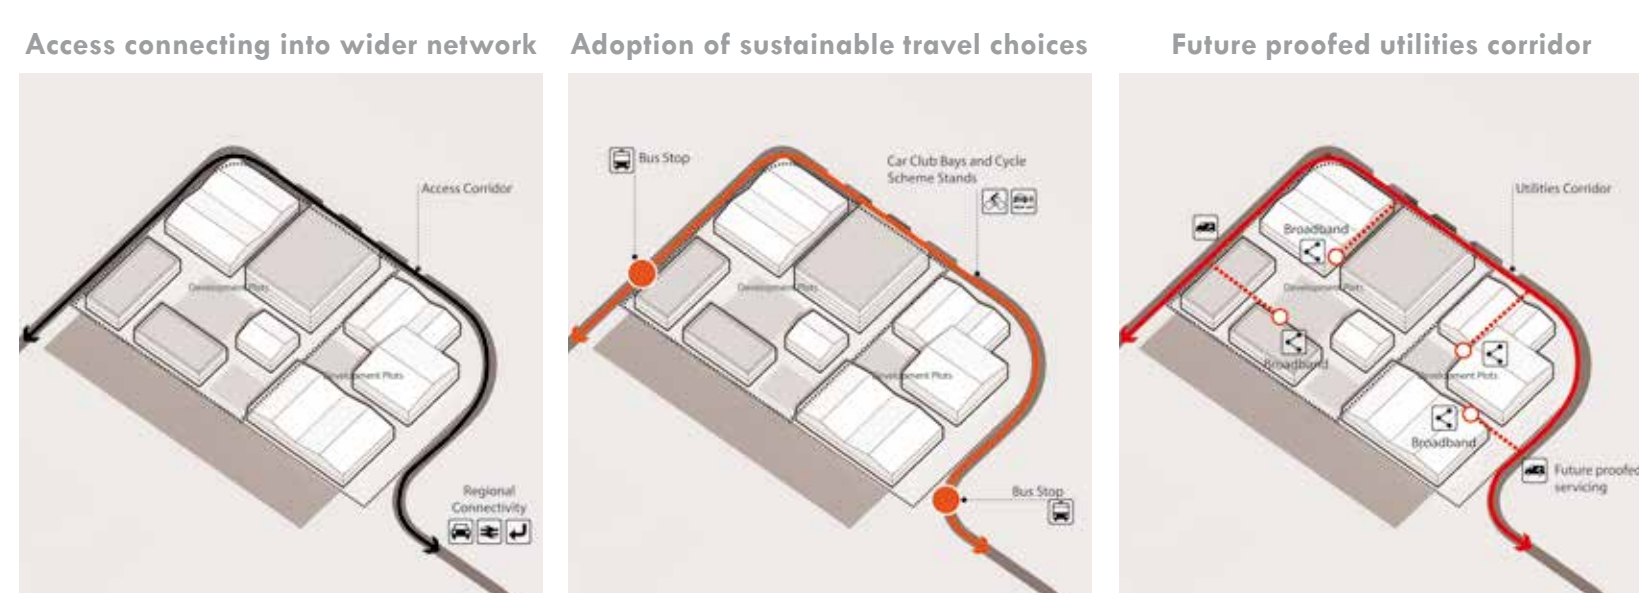 Access connecting into wider network
Access Corridor
Development Plots
Development Plots
Regional
Connectivity
Adoption of sustainable travel choices
Bus Stop
Car Club Bays and Cycle
Scheme Stands
Development Plots
Development Plots
Bus Stop
Future proofed utilities corridor
Utilities Corridor
Broadband
Development Plots
Broadband
Development Plots
Broadband
Future proofed
servicing